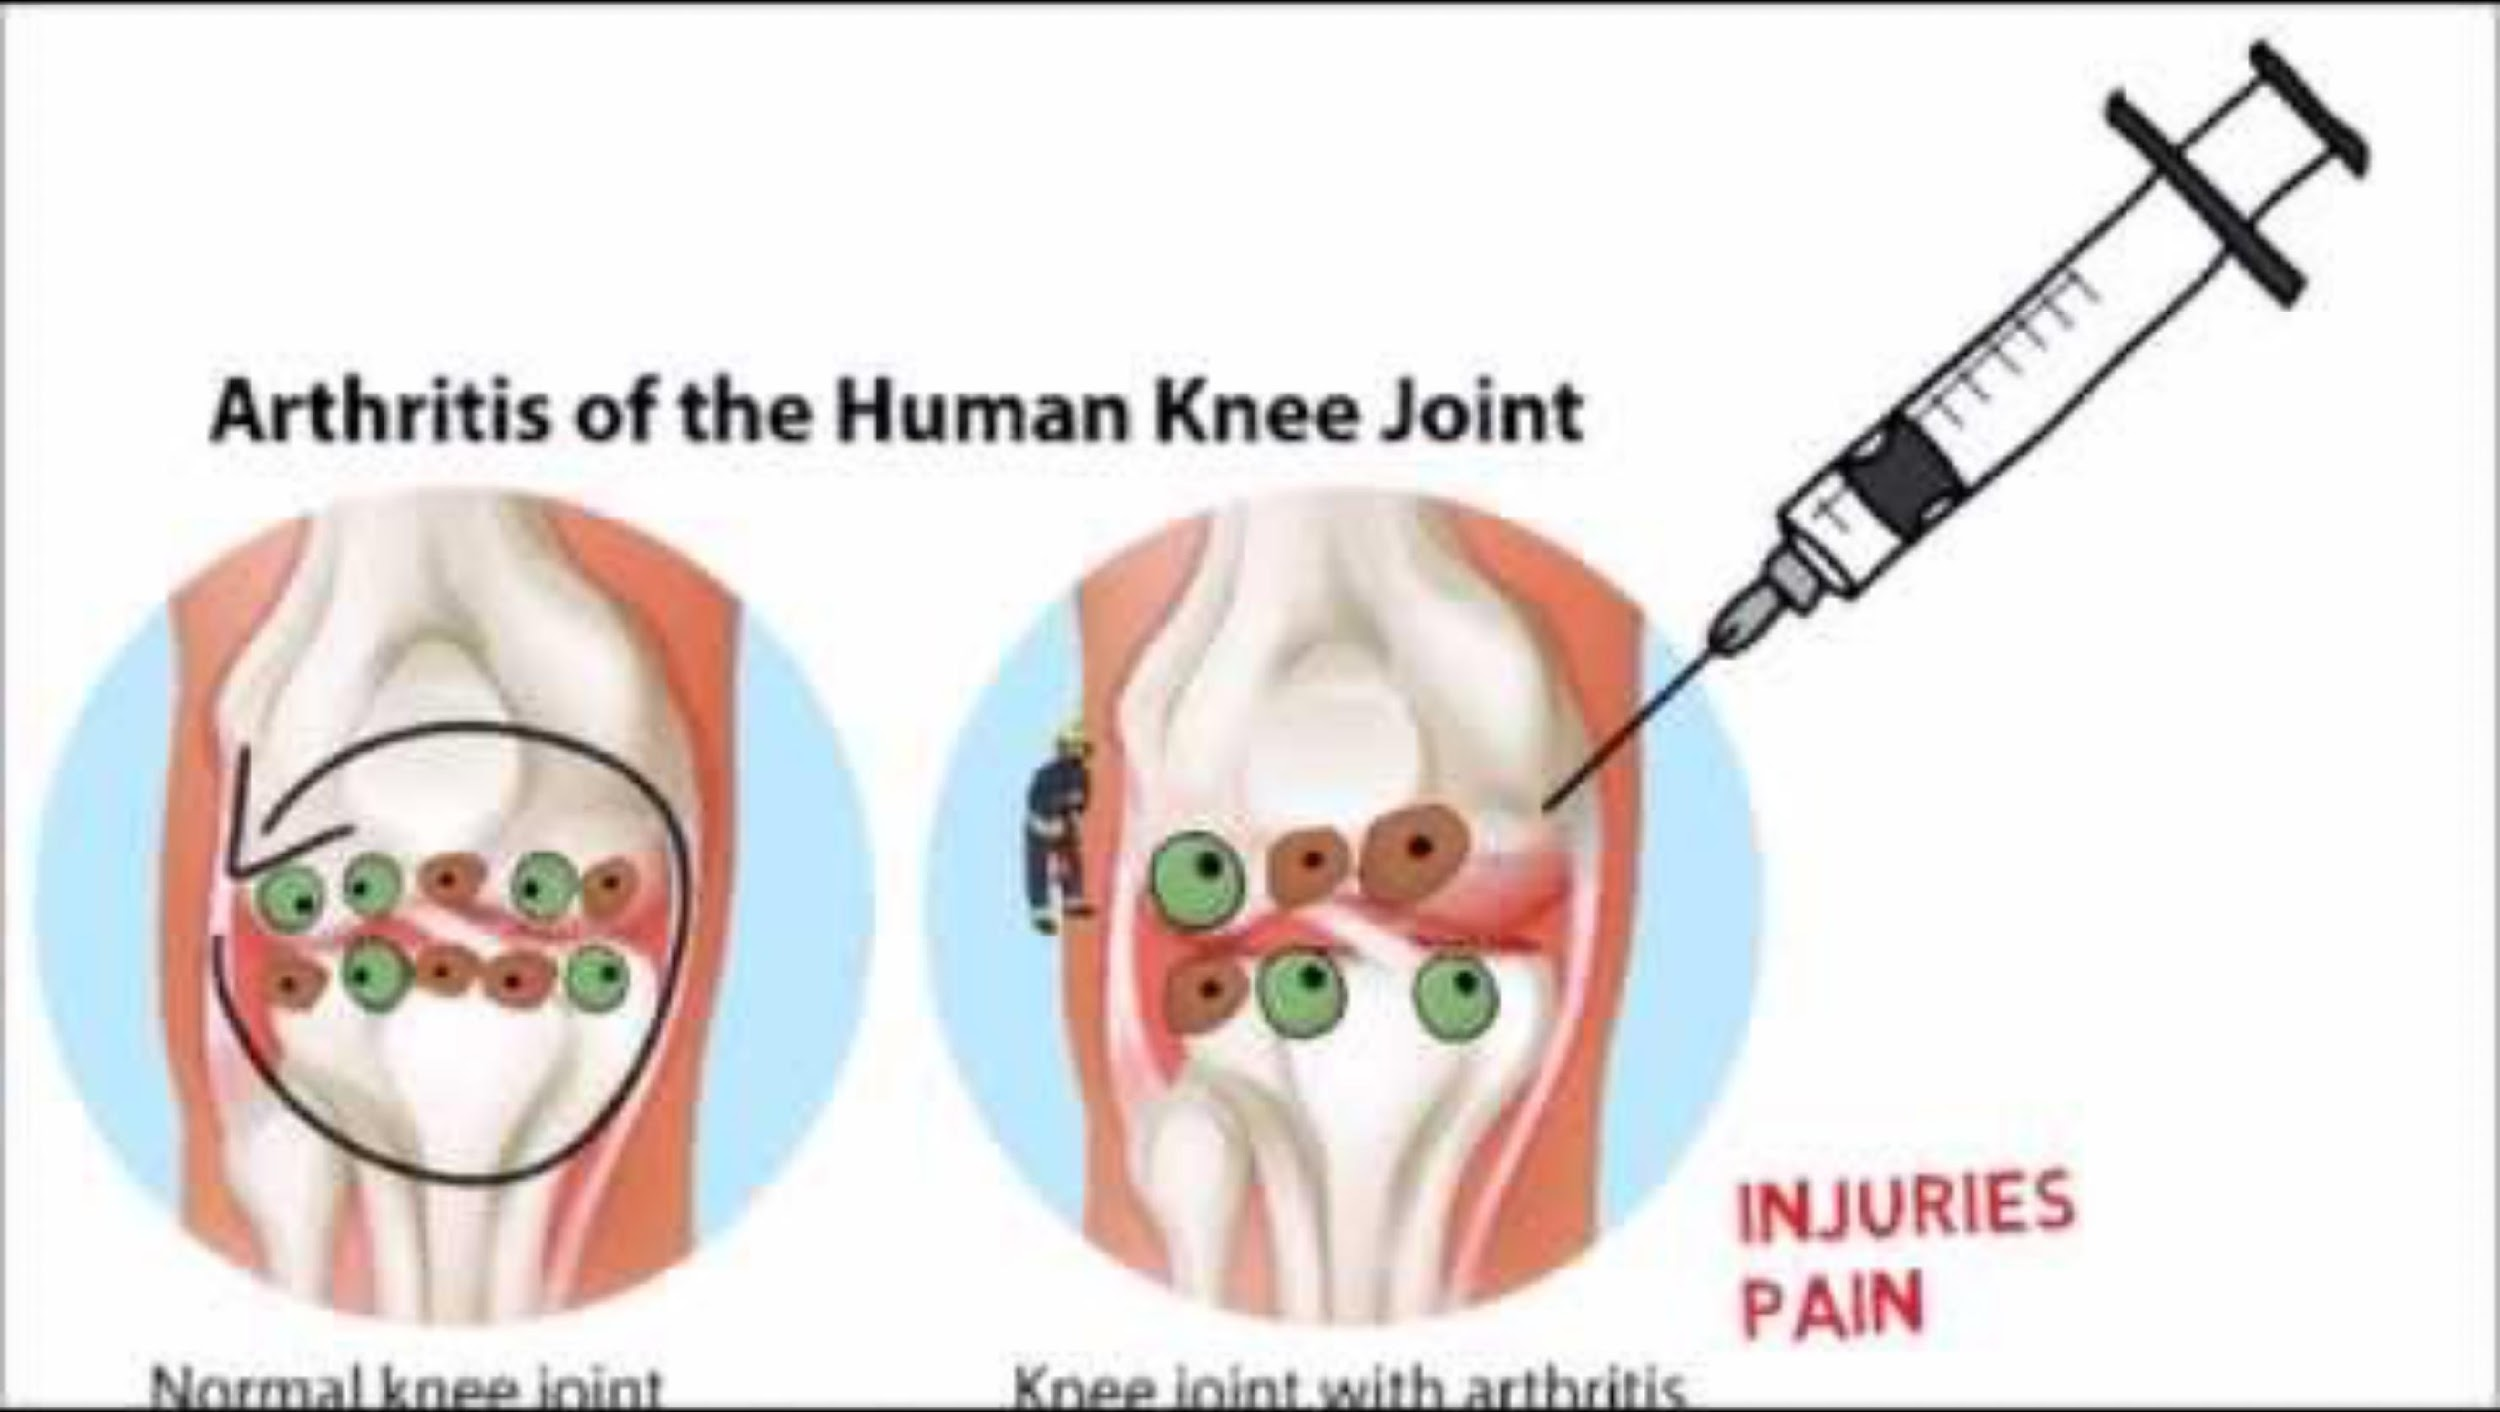 Arthritis of the Human Knee Joint
INJURIES
PAIN
Normal knee joint
Knee joint with arthritis